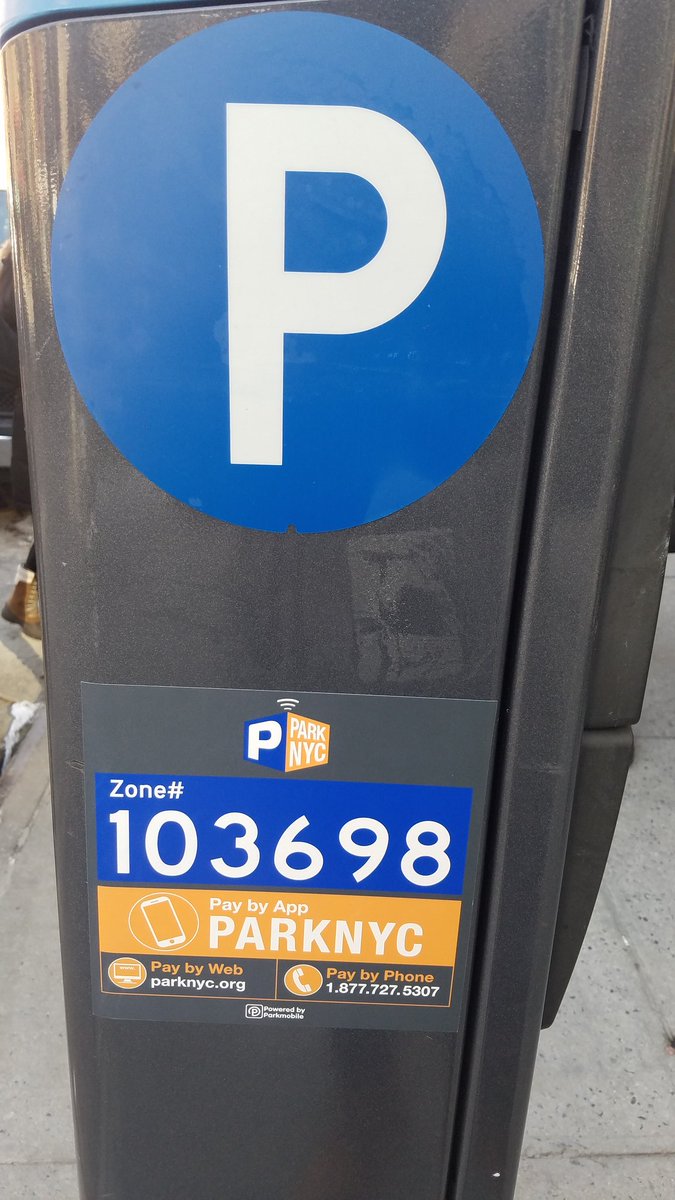 P
P PARK
NYC
Zone#
103698
Pay by App
PARKNYC
www.
Pay by Web
parknyc.org
Pay by Phone
1.877.727.5307
Powered by
Parkmobile